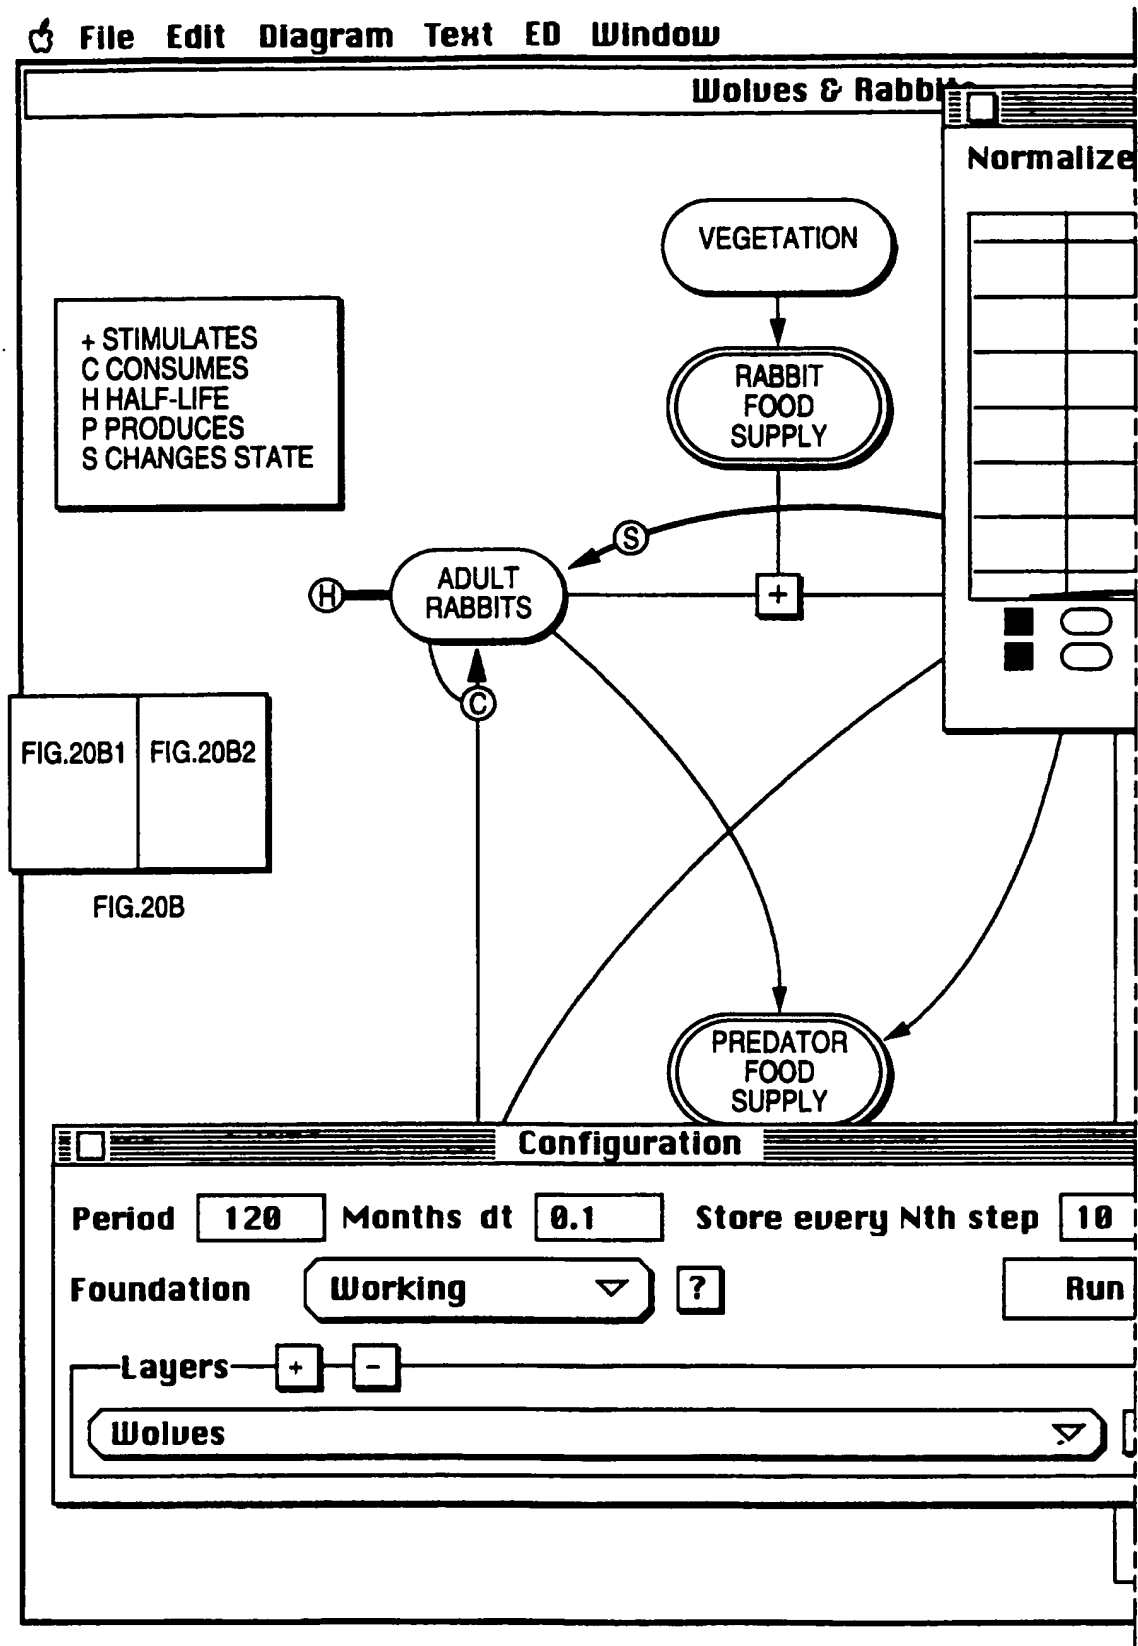 File Edit Diagram Text ED Window
Wolves & Rabbits
Normalize
VEGETATION
+ STIMULATES
C CONSUMES
H HALF-LIFE
P PRODUCES
S CHANGES STATE
RABBIT
FOOD
SUPPLY
S
H
ADULT
RABBITS
+
C
FIG.20B1 FIG.20B2
FIG.20B
PREDATOR
FOOD
SUPPLY
Configuration
Period 120 Months dt 0.1 Store every Nth step 10
Foundation Working ? Run
Layers + -
Wolves